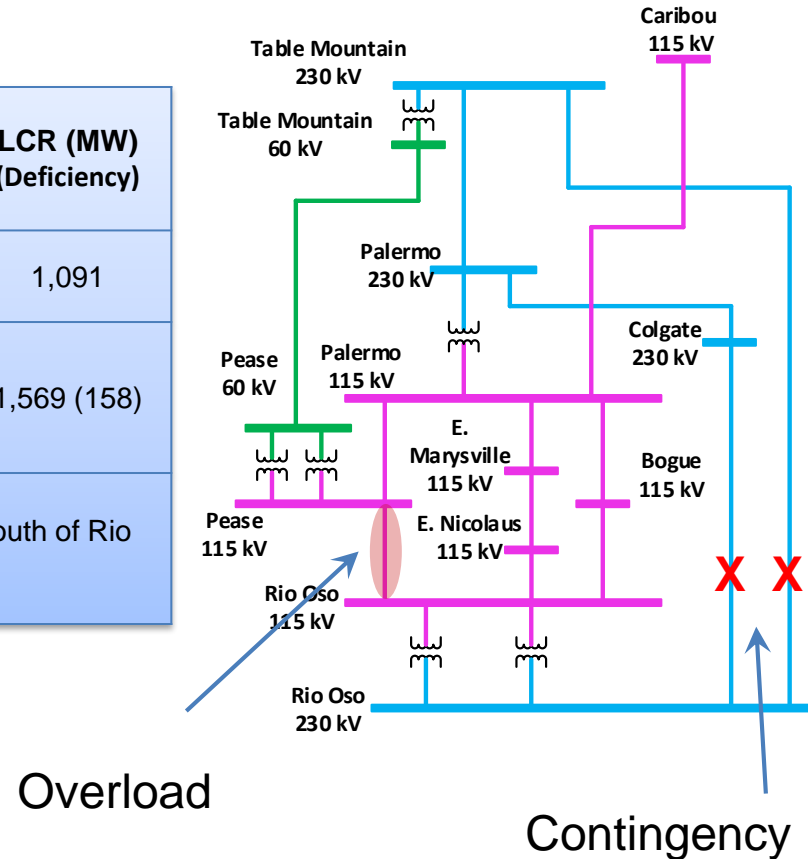 LCR (MW)
(Deficiency)
1,091
1,569 (158)
outh of Rio
Caribou
115 kV
Table Mountain
230 kV
Table Mountain
60 kV
Palermo
230 kV
Colgate
230 kV
Pease
60 kV
Palermo
115 kV
E.
Marysville
115 kV
Bogue
115 kV
Pease
115 kV
E. Nicolaus
115 kV
X X
Rio Oso
115 kV
Rio Oso
230 kV
Overload
Contingency